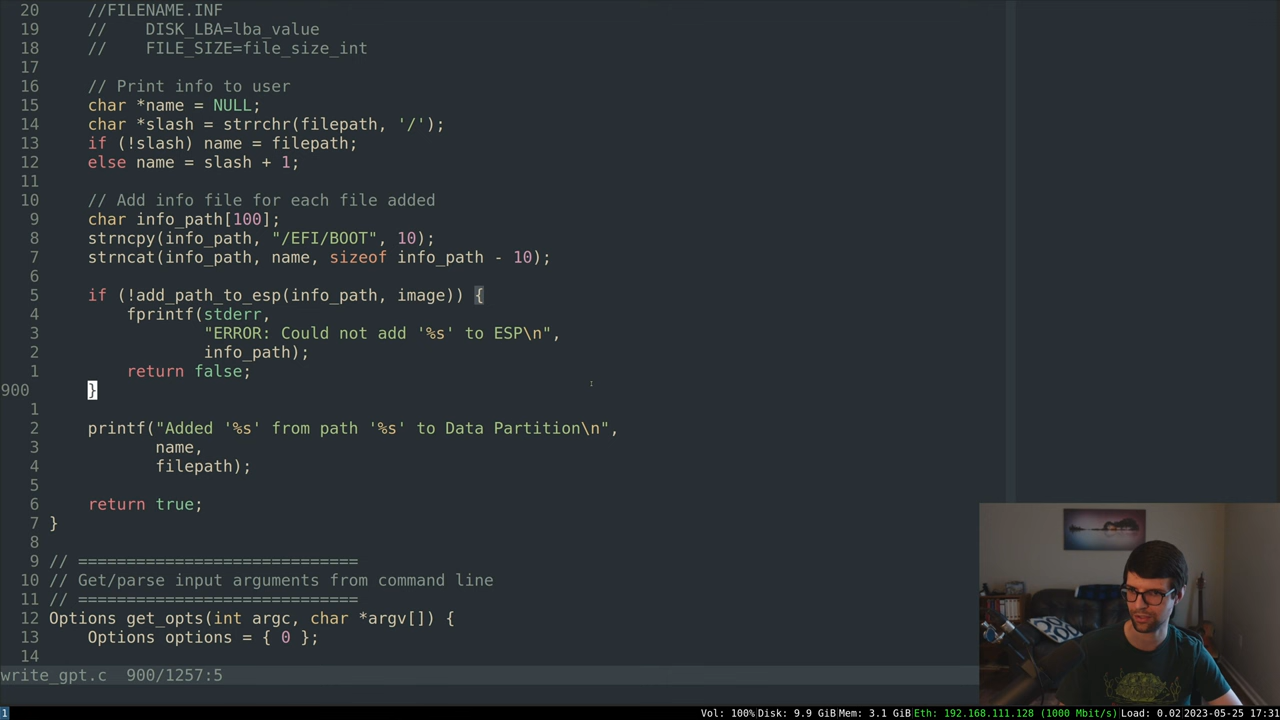 20 //FILENAME.INF
19 // DISK_LBA=lba_value
18 // FILE_SIZE=file_size_int
17
16 // Print info to user
15 char *name = NULL;
14 char *slash = strrchr(filepath, '/');
13 if (!slash) name = filepath;
12 else name = slash + 1;
11
10 // Add info file for each file added
9 char info_path[100];
8 strncpy(info_path, "/EFI/BOOT", 10);
7 strncat(info_path, name, sizeof info_path - 10);
6
5 if (!add_path_to_esp(info_path, image)) {
4 fprintf(stderr,
3 "ERROR: Could not add '%s' to ESP\n",
2 info_path);
1 return false;
900 }
1
2 printf("Added '%s' from path '%s' to Data Partition\n",
3 name,
4 filepath);
5
6 return true;
7 }
8
9 // =============================
10 // Get/parse input arguments from command line
11 // =============================
12 Options get_opts(int argc, char *argv[]) {
13 Options options = { 0 };
14
write_gpt.c 900/1257:5
1 Vol: 100% Disk: 9.9 GiB Mem: 3.1 GiB Eth: 192.168.111.128 (1000 Mbit/s) Load: 0.02 2023-05-25 17:31